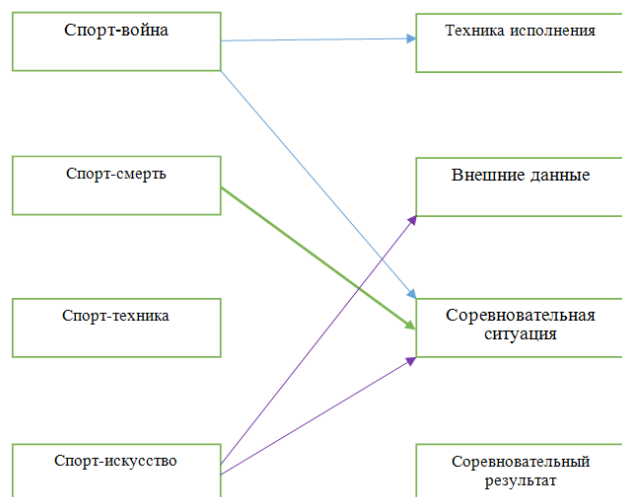 Спорт-война
Техника исполнения
Спорт-смерть
Внешние данные
Спорт-техника
Соревновательная
ситуация
Спорт-искусство
Соревновательный
результат